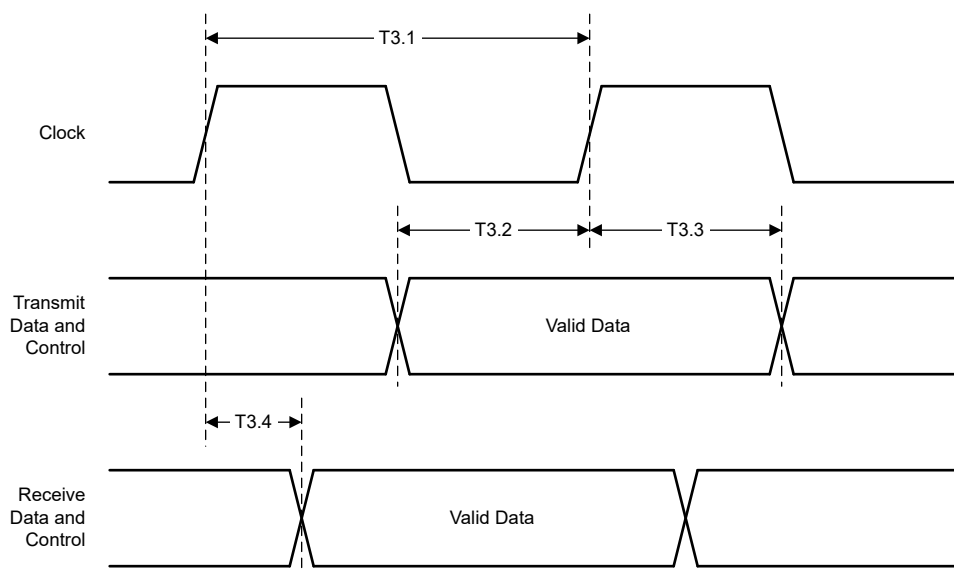 T3.1
Clock
T3.2
T3.3
Transmit
Data and
Control
Valid Data
T3.4
Receive
Data and
Control
Valid Data